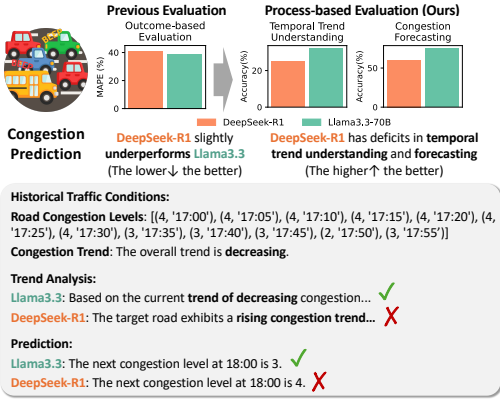 Previous Evaluation
Process-based Evaluation (Ours)
Outcome-based
Evaluation
Temporal Trend
Understanding
Congestion
Forecasting
MAPE (%)
40
20
0
Accuracy(%)
20
0
Accuracy(%)
50
0
DeepSeek-R1
Llama3.3-70B
Congestion
Prediction
DeepSeek-R1 slightly
underperforms Llama3.3
(The lower↓ the better)
DeepSeek-R1 has deficits in temporal
trend understanding and forecasting
(The higher↑ the better)
Historical Traffic Conditions:
Road Congestion Levels: [(4, '17:00'), (4, '17:05'), (4, '17:10'), (4, '17:15'), (4, '17:20'), (4,
'17:25'), (4, '17:30'), (3, '17:35'), (3, '17:40'), (3, '17:45'), (2, '17:50'), (3, '17:55')]
Congestion Trend: The overall trend is decreasing.
Trend Analysis:
Llama3.3: Based on the current trend of decreasing congestion... ✓
DeepSeek-R1: The target road exhibits a rising congestion trend... ✗
Prediction:
Llama3.3: The next congestion level at 18:00 is 3. ✓
DeepSeek-R1: The next congestion level at 18:00 is 4. ✗